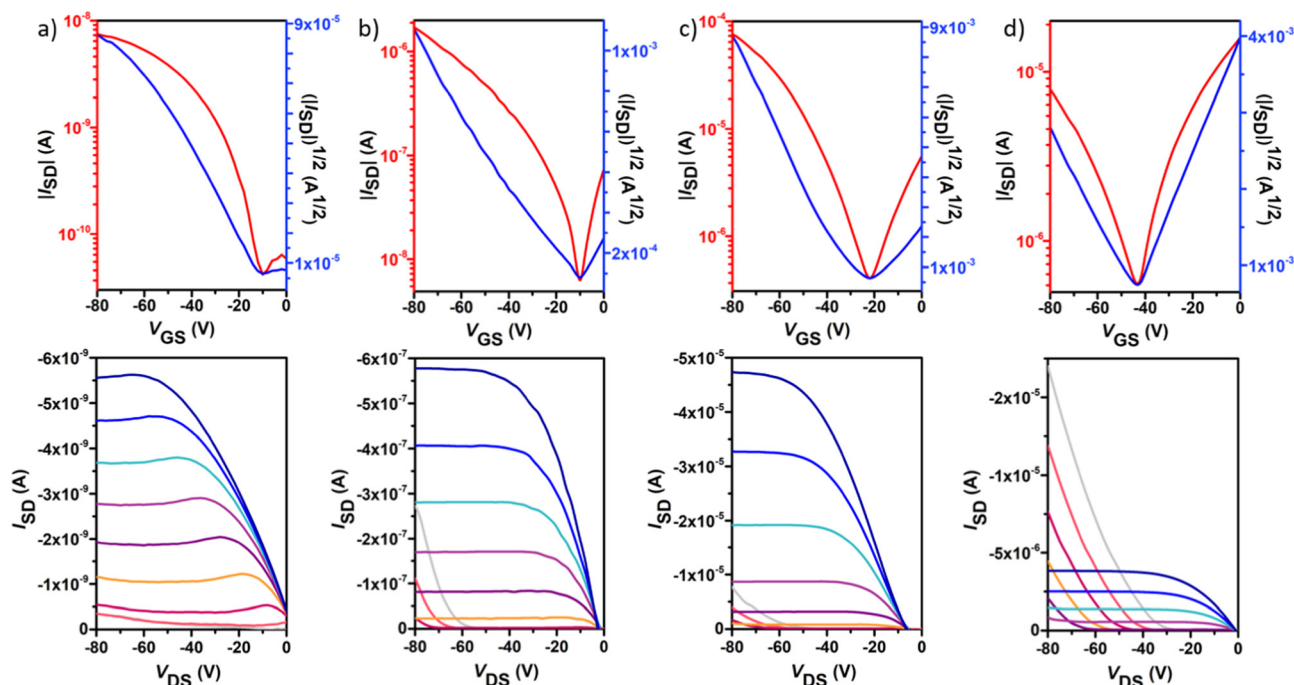 a)
10⁻⁸
10⁻⁹
10⁻¹⁰
|I_SD| (A)
9x10⁻⁵
1x10⁻⁵
(|I_SD|)^1/2 (A^1/2)
-80 -60 -40 -20 0
V_GS (V)
b)
10⁻⁶
10⁻⁷
10⁻⁸
|I_SD| (A)
1x10⁻³
2x10⁻⁴
(|I_SD|)^1/2 (A^1/2)
-80 -60 -40 -20 0
V_GS (V)
c)
10⁻⁴
10⁻⁵
10⁻⁶
|I_SD| (A)
9x10⁻³
1x10⁻³
(|I_SD|)^1/2 (A^1/2)
-80 -60 -40 -20 0
V_GS (V)
d)
10⁻⁵
10⁻⁶
|I_SD| (A)
4x10⁻³
1x10⁻³
(|I_SD|)^1/2 (A^1/2)
-80 -60 -40 -20 0
V_GS (V)
-6x10⁻⁹
-5x10⁻⁹
-4x10⁻⁹
-3x10⁻⁹
-2x10⁻⁹
-1x10⁻⁹
0
I_SD (A)
-80 -60 -40 -20 0
V_DS (V)
-6x10⁻⁷
-5x10⁻⁷
-4x10⁻⁷
-3x10⁻⁷
-2x10⁻⁷
-1x10⁻⁷
0
I_SD (A)
-80 -60 -40 -20 0
V_DS (V)
-5x10⁻⁵
-4x10⁻⁵
-3x10⁻⁵
-2x10⁻⁵
-1x10⁻⁵
0
I_SD (A)
-80 -60 -40 -20 0
V_DS (V)
-2x10⁻⁵
-1x10⁻⁵
-5x10⁻⁶
0
I_SD (A)
-80 -60 -40 -20 0
V_DS (V)